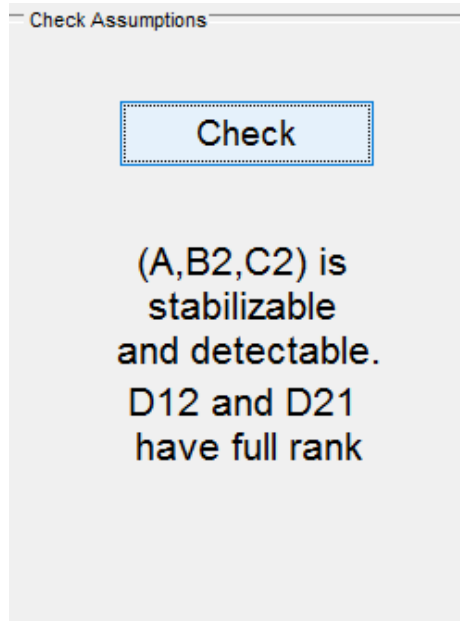 Check Assumptions
Check
(A,B2,C2) is
stabilizable
and detectable.
D12 and D21
have full rank